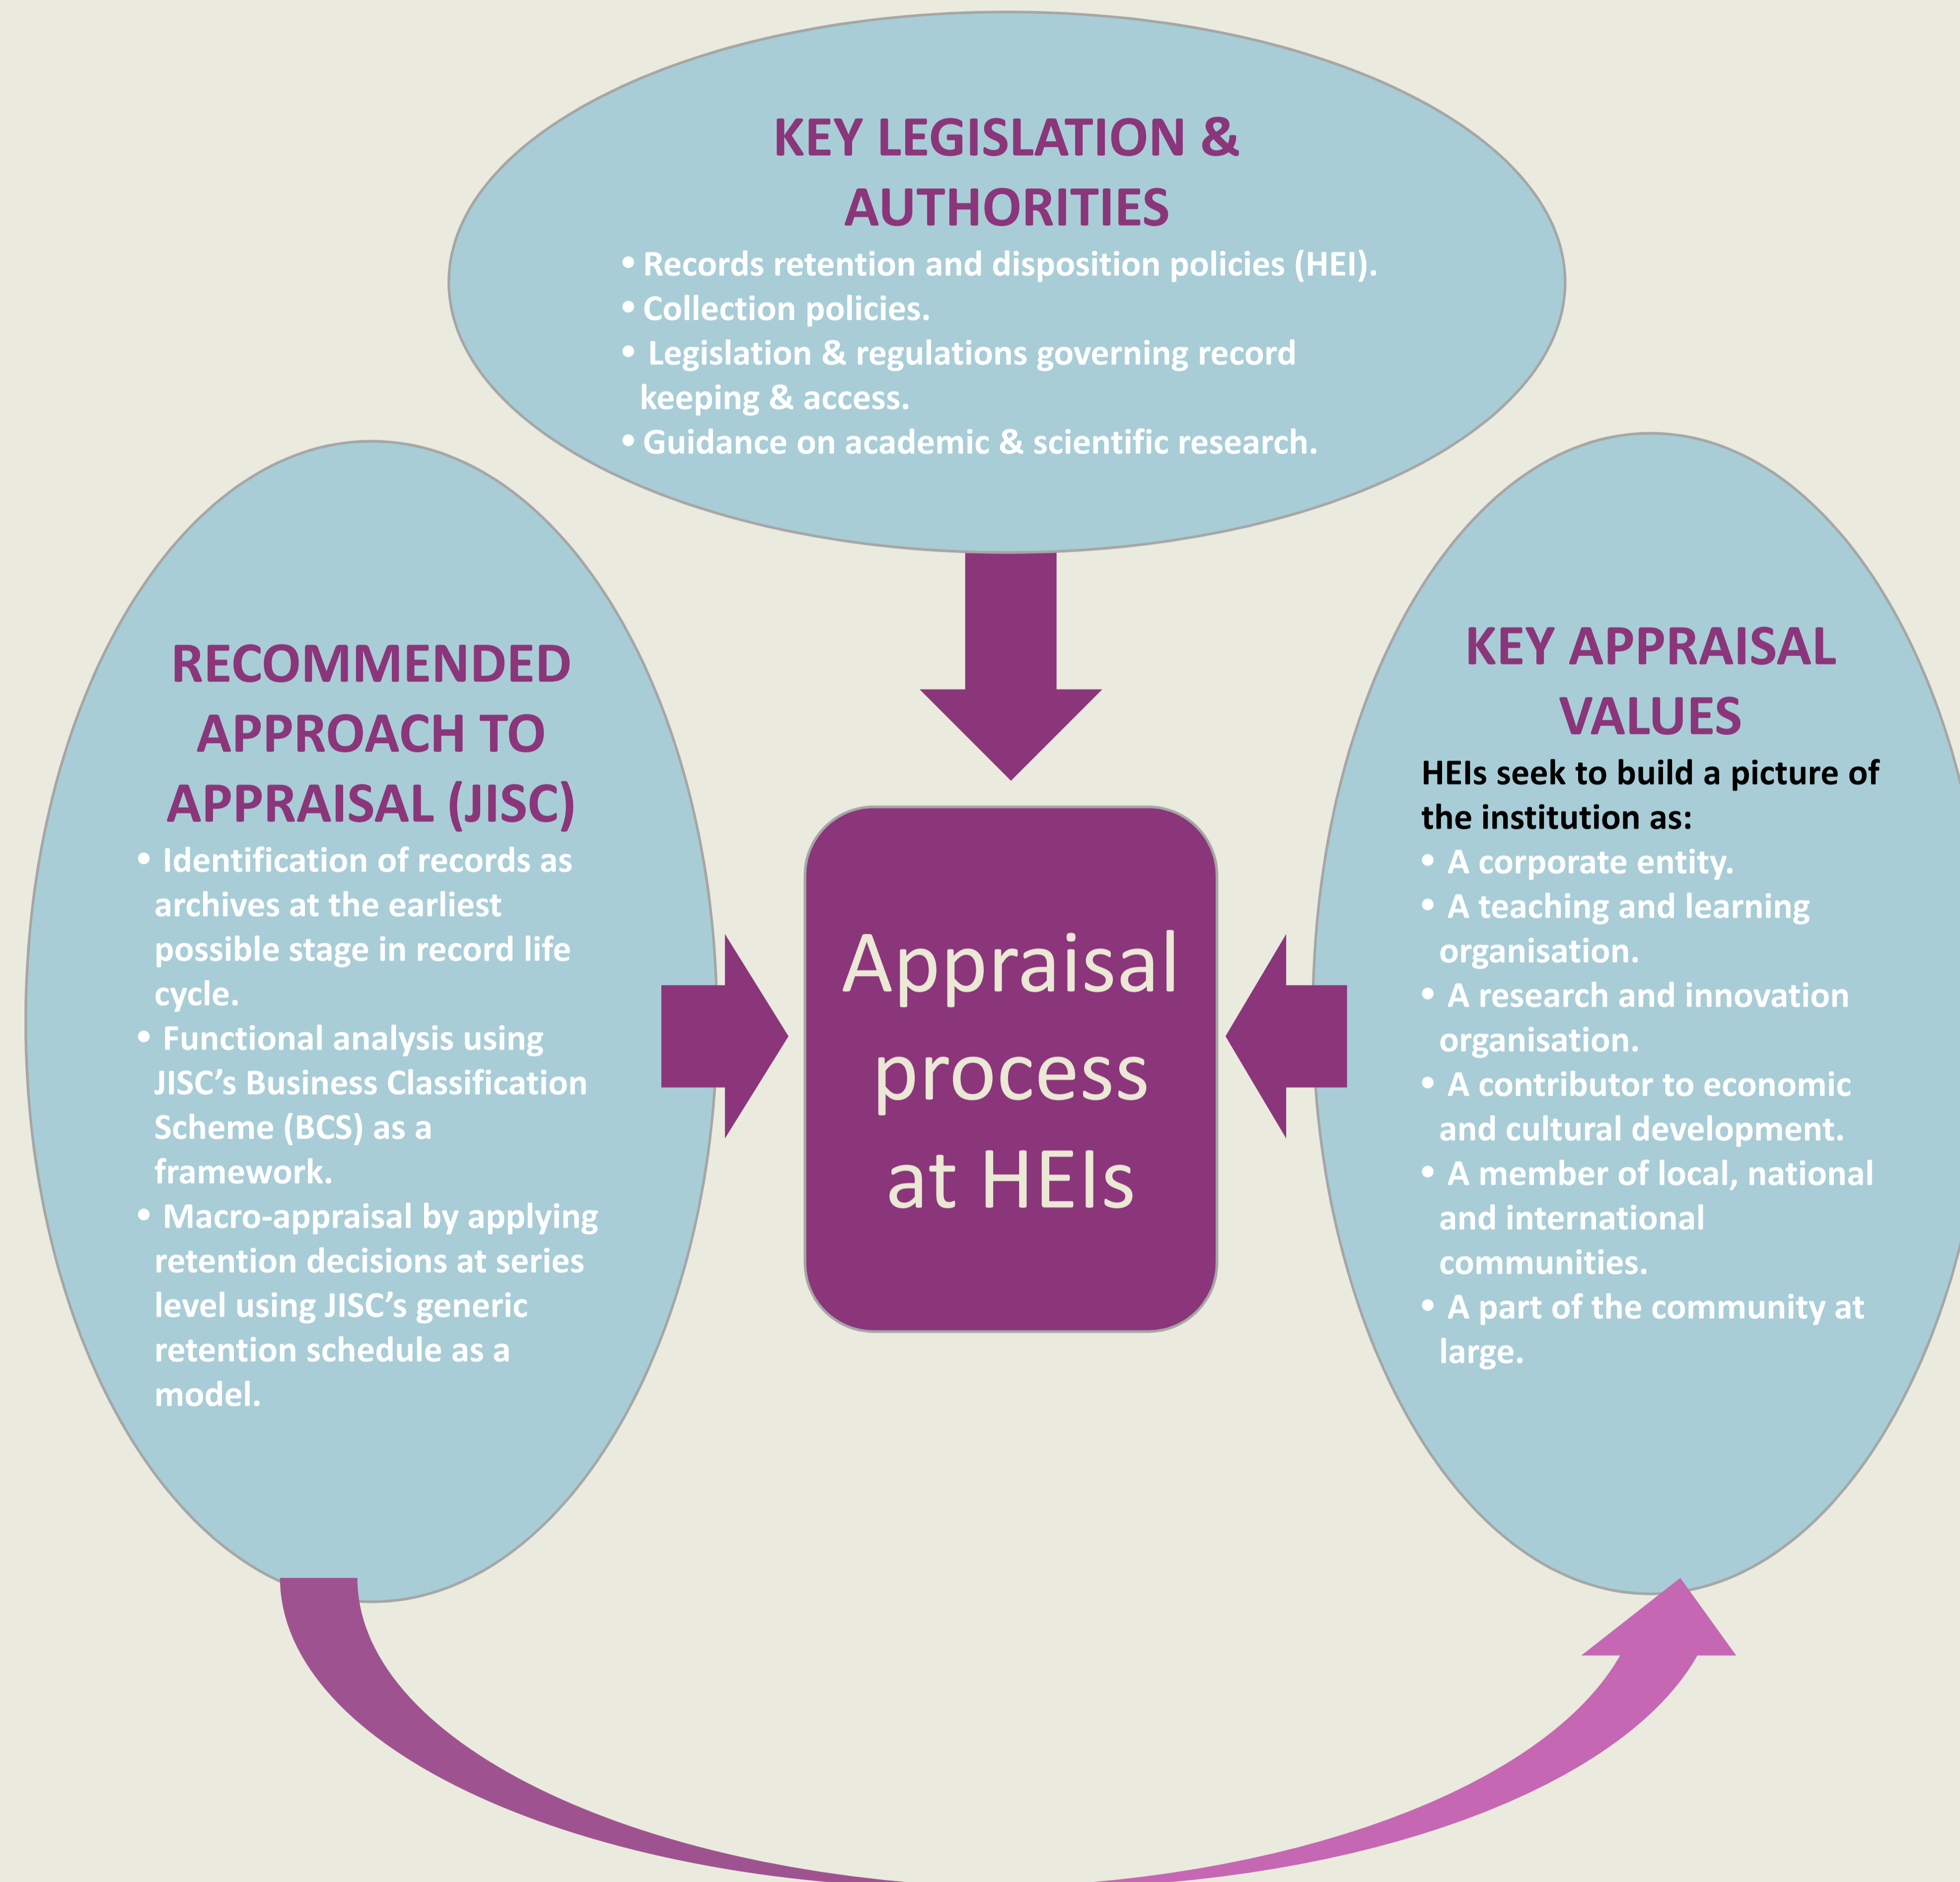 KEY LEGISLATION &
AUTHORITIES
• Records retention and disposition policies (HEI).
• Collection policies.
• Legislation & regulations governing record
keeping & access.
• Guidance on academic & scientific research.
RECOMMENDED
APPROACH TO
APPRAISAL (JISC)
• Identification of records as
archives at the earliest
possible stage in record life
cycle.
• Functional analysis using
JISC’s Business Classification
Scheme (BCS) as a
framework.
• Macro-appraisal by applying
retention decisions at series
level using JISC’s generic
retention schedule as a
model.
Appraisal
process
at HEIs
KEY APPRAISAL
VALUES
HEIs seek to build a picture of
the institution as:
• A corporate entity.
• A teaching and learning
organisation.
• A research and innovation
organisation.
• A contributor to economic
and cultural development.
• A member of local, national
and international
communities.
• A part of the community at
large.